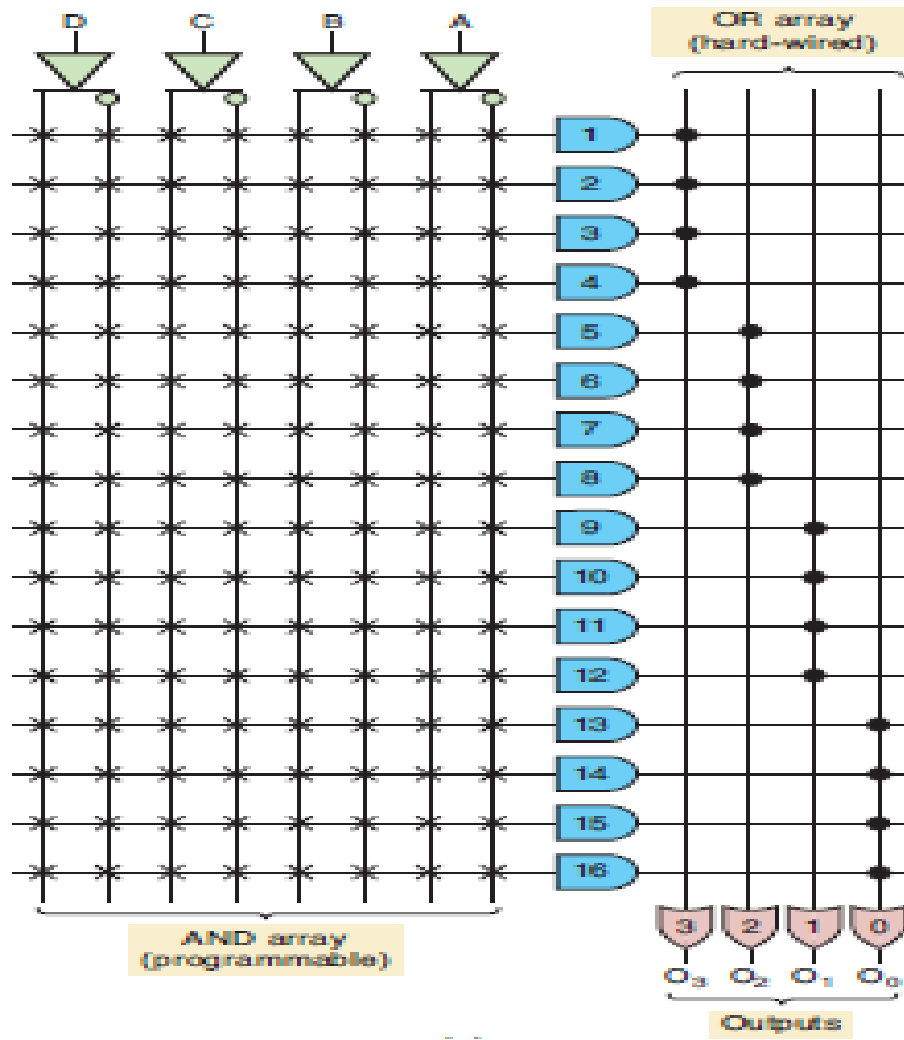 D C B A
OR array
(hard-wired)
1
2
3
4
5
6
7
8
9
10
11
12
13
14
15
16
AND array
(programmable)
3 2 1 0
O₃ O₂ O₁ O₀
Outputs